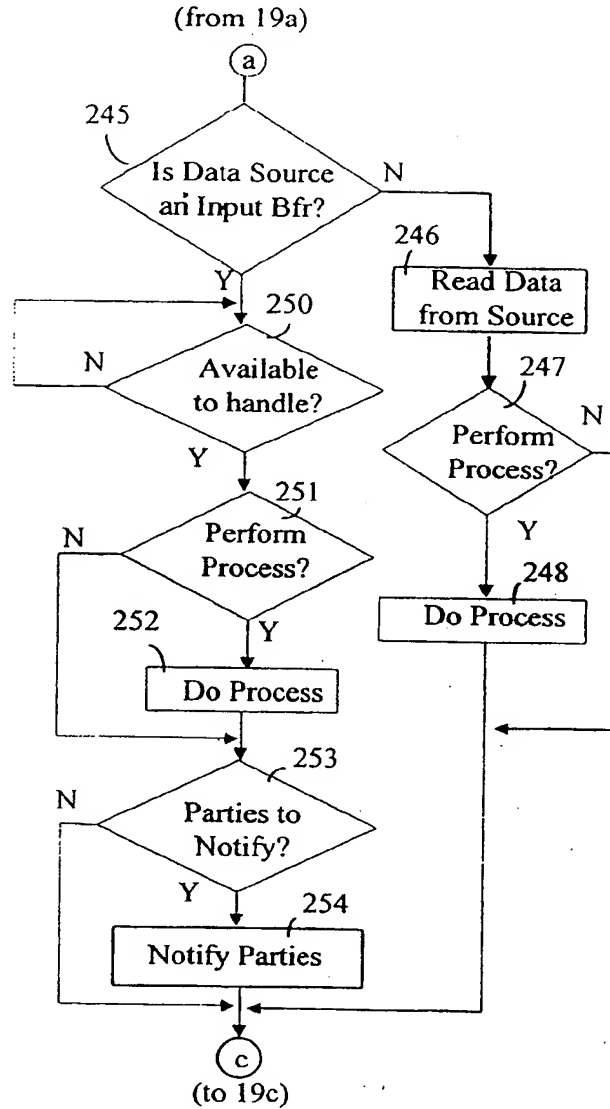 (from 19a)
a
245
Is Data Source
an Input Bfr?
N
Y
246
Read Data
from Source
250
N
Available
to handle?
Y
247
N
Perform
Process?
Y
251
N
Perform
Process?
Y
248
Do Process
252
Do Process
253
N
Parties to
Notify?
Y
254
Notify Parties
c
(to 19c)